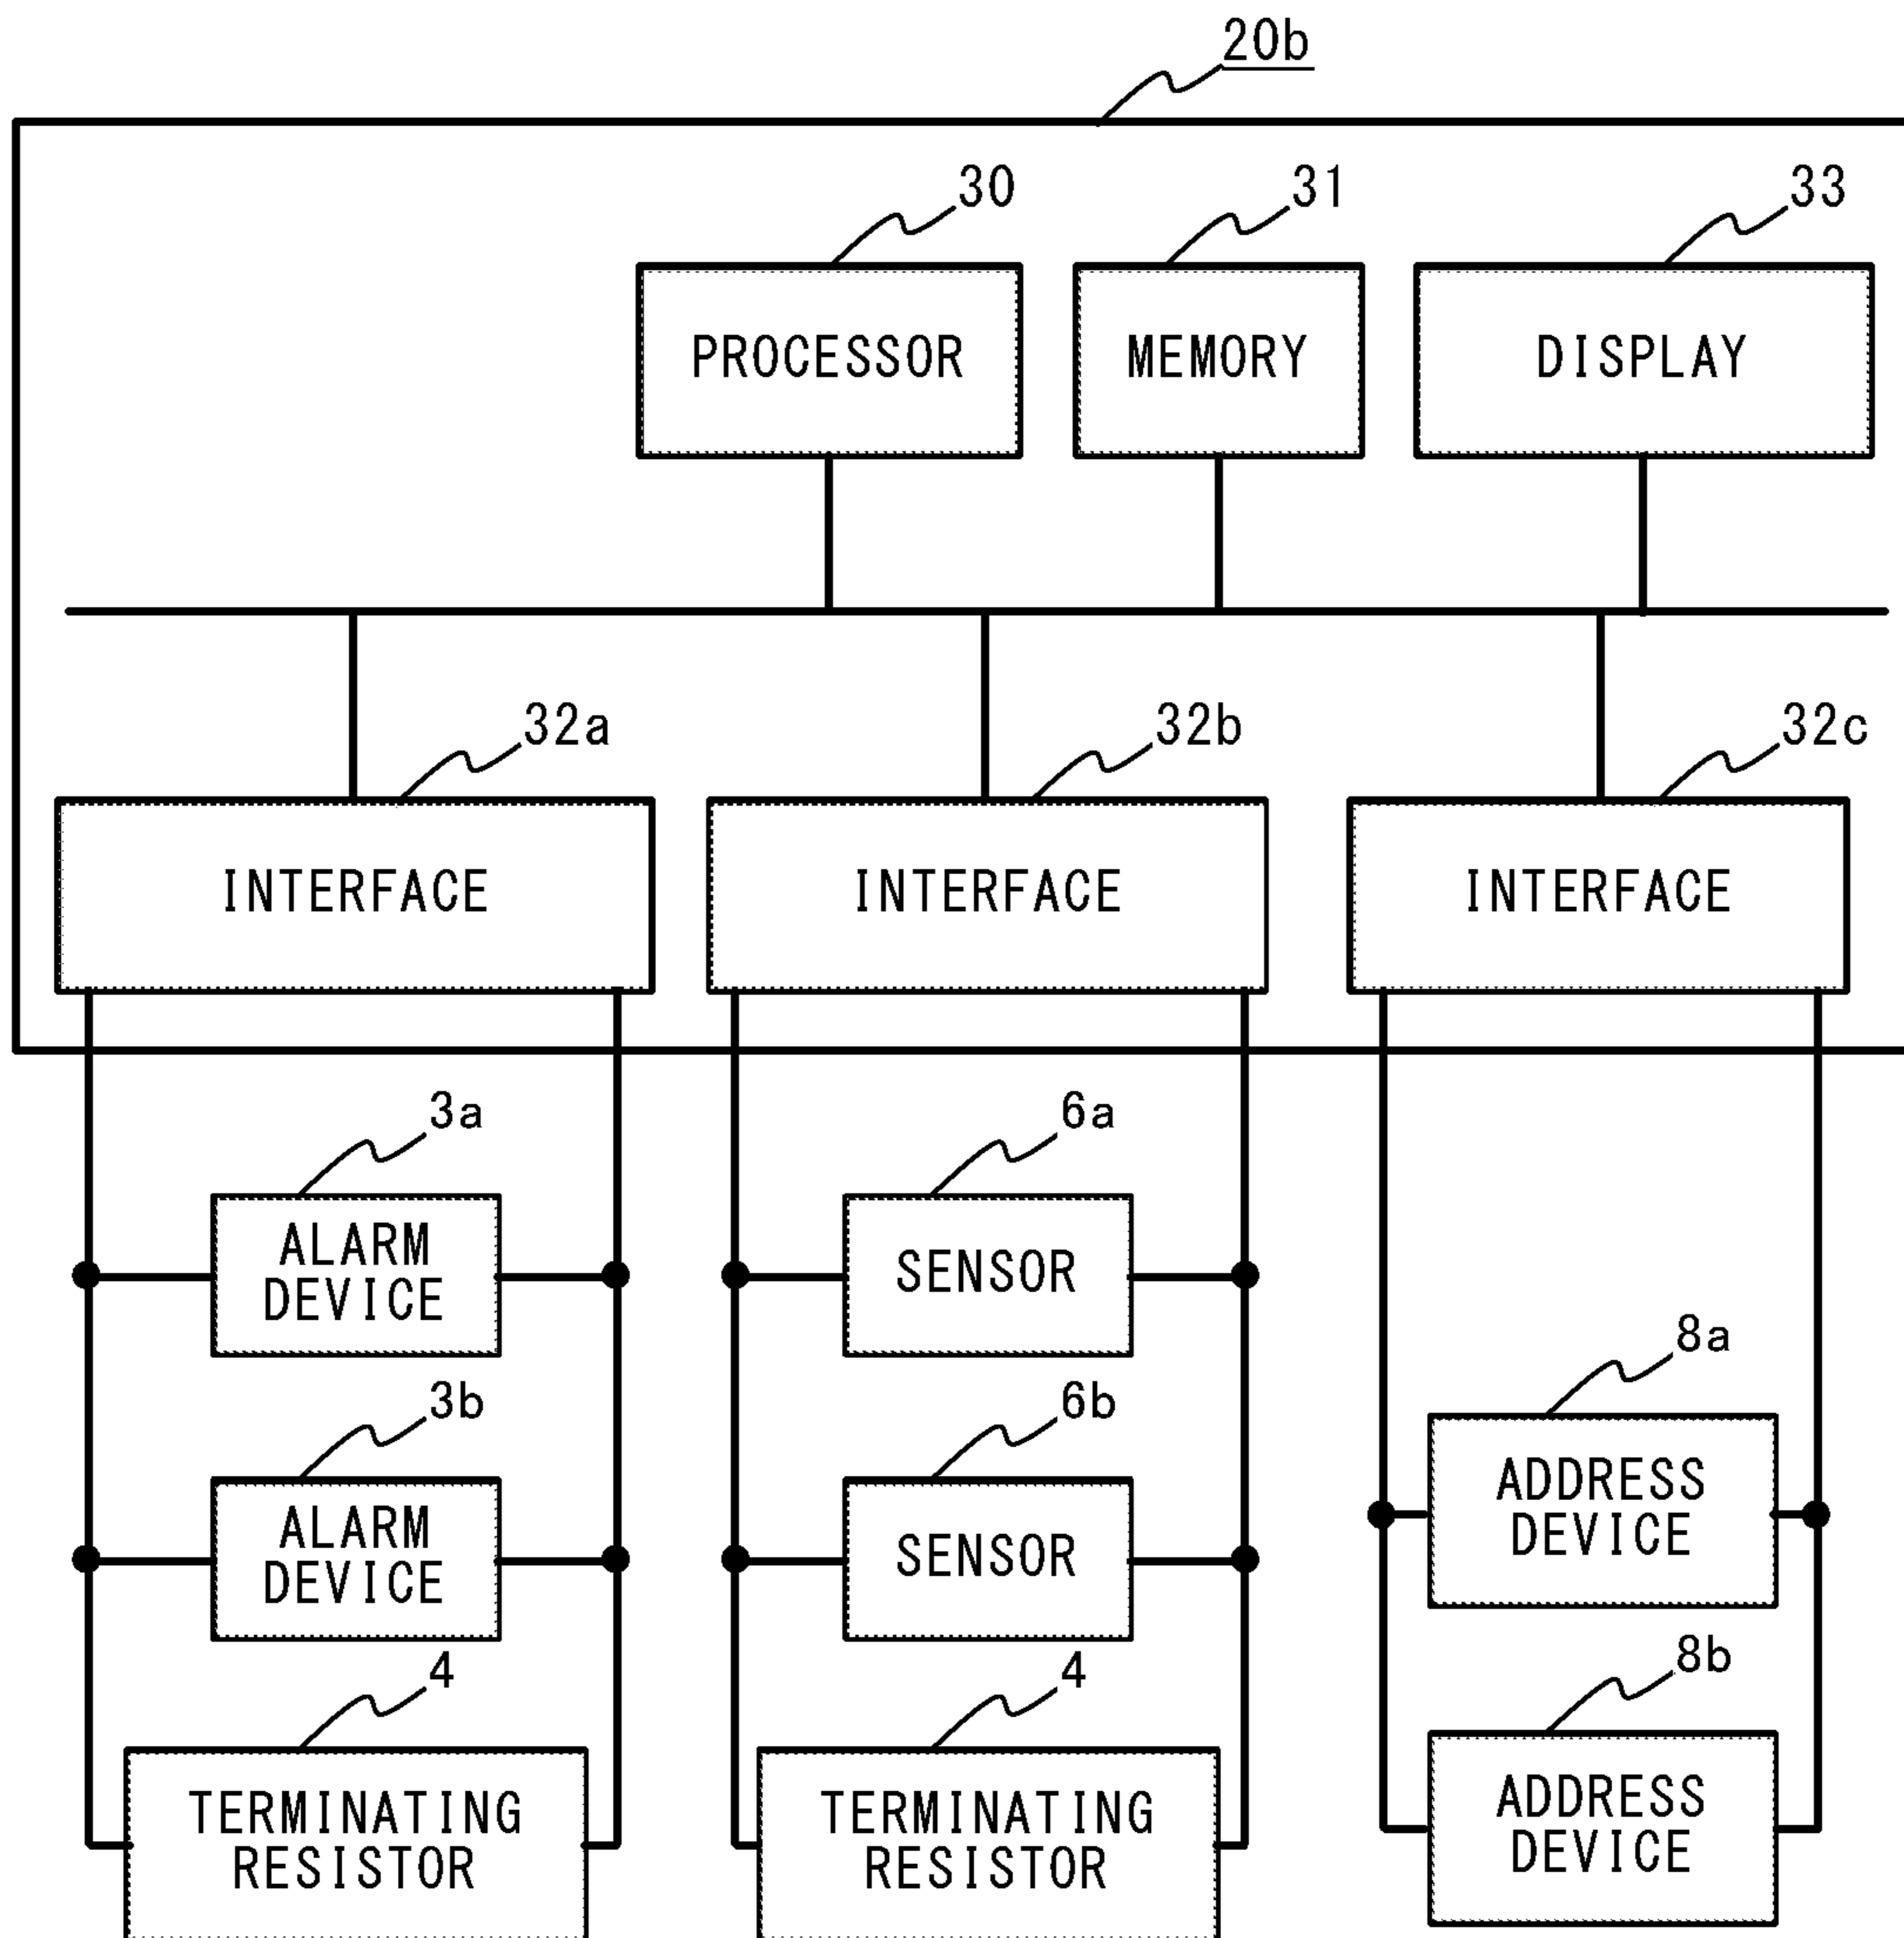 20b
30
31
33
PROCESSOR
MEMORY
DISPLAY
32a
32b
32c
INTERFACE
INTERFACE
INTERFACE
3a
6a
ALARM
DEVICE
SENSOR
8a
3b
6b
ADDRESS
DEVICE
ALARM
DEVICE
SENSOR
4
4
8b
TERMINATING
RESISTOR
TERMINATING
RESISTOR
ADDRESS
DEVICE